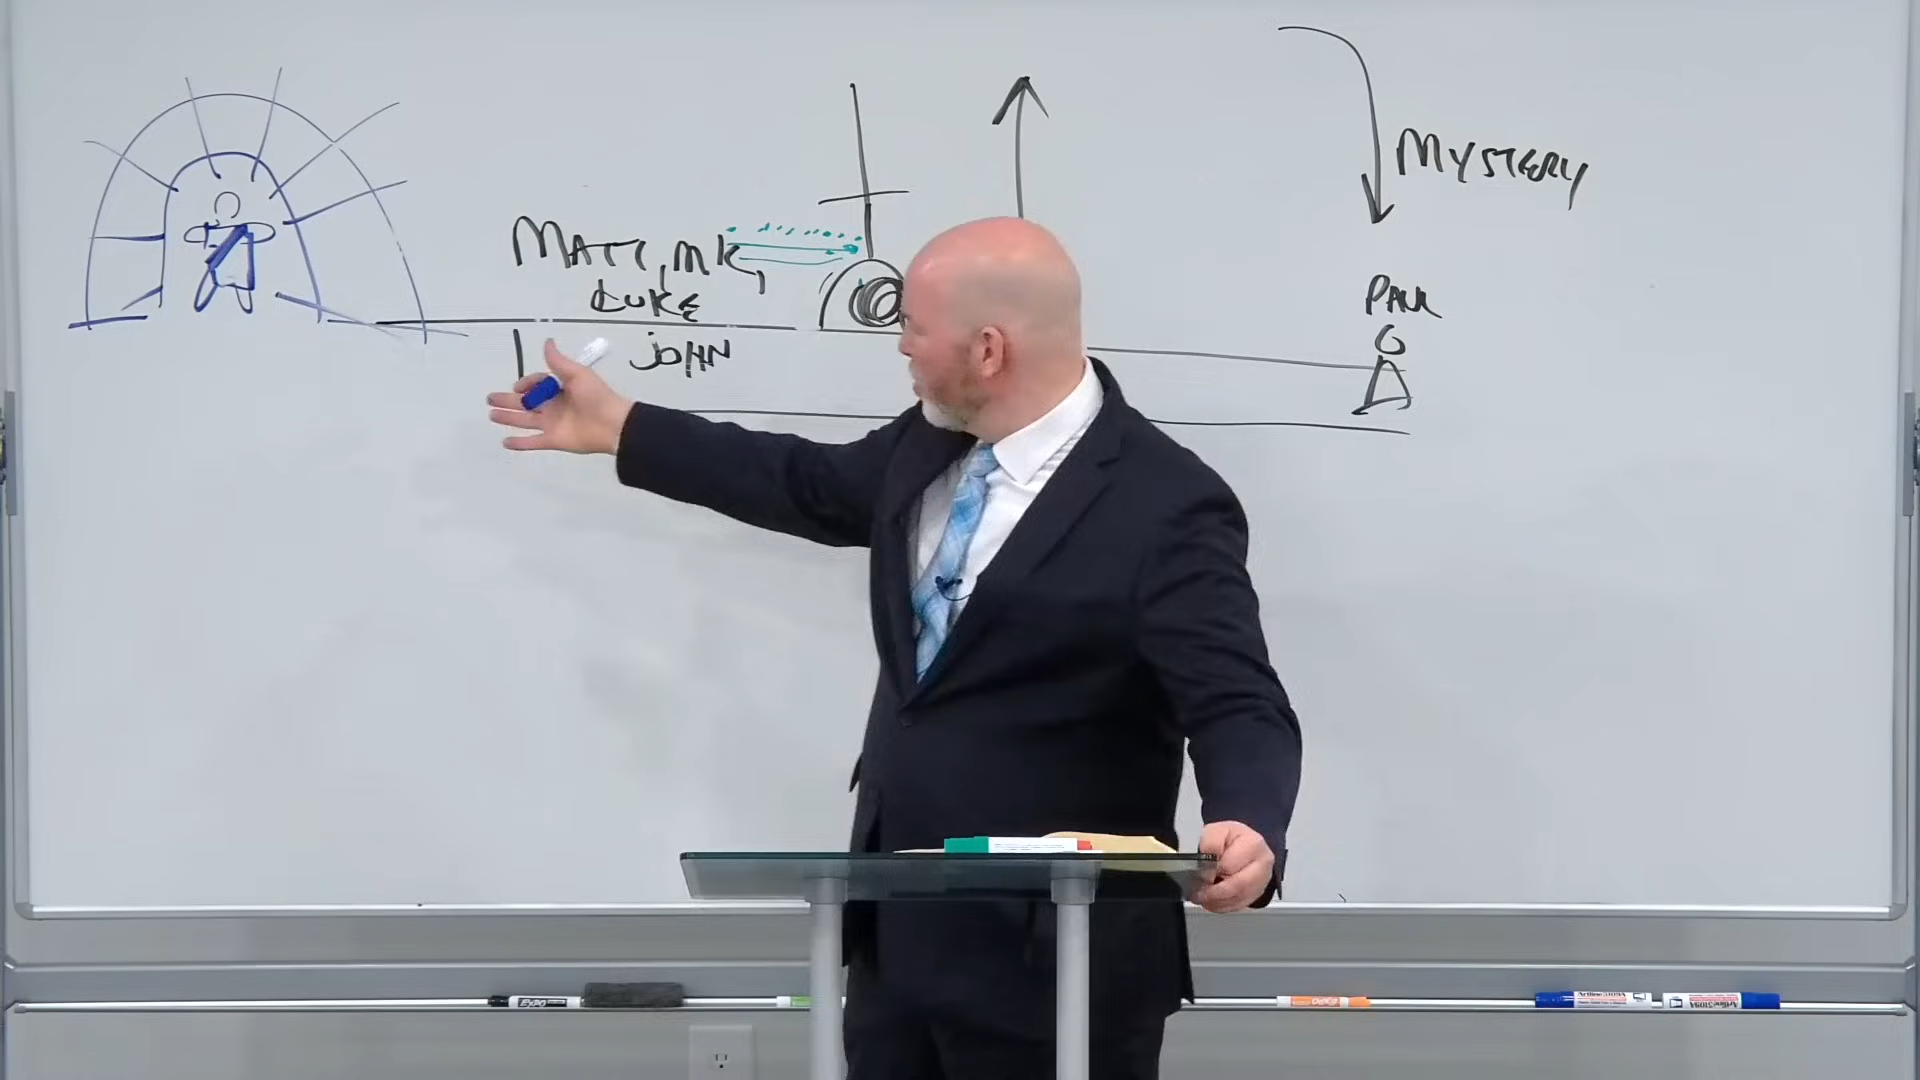 MYSTERY
MATT, MK,
LUKE
JOHN
PAUL
EXPO